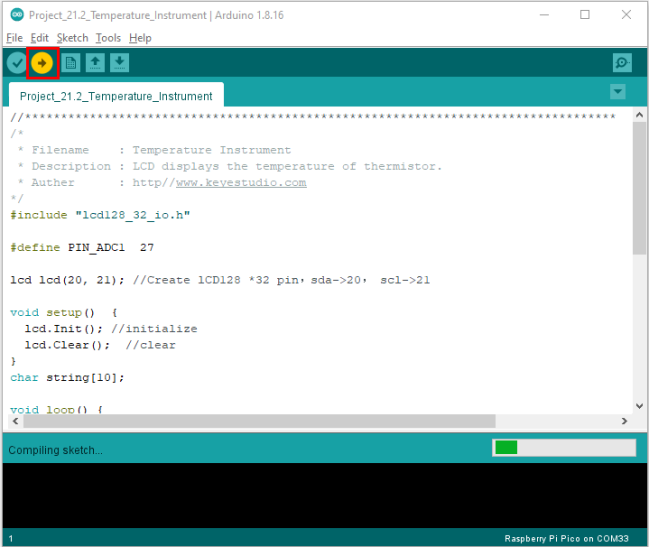 Project_21.2_Temperature_Instrument | Arduino 1.8.16
File Edit Sketch Tools Help
Project_21.2_Temperature_Instrument
//**********************************************************************************
/*
 * Filename    : Temperature Instrument
 * Description : LCD displays the temperature of thermistor.
 * Auther      : http//www.keyestudio.com
*/
#include "lcd128_32_io.h"
#define PIN_ADC1  27
lcd lcd(20, 21); //Create lCD128 *32 pin，sda->20， scl->21
void setup()  {
  lcd.Init(); //initialize
  lcd.Clear();  //clear
}
char string[10];
void loop() {
Compiling sketch...
1 Raspberry Pi Pico on COM33